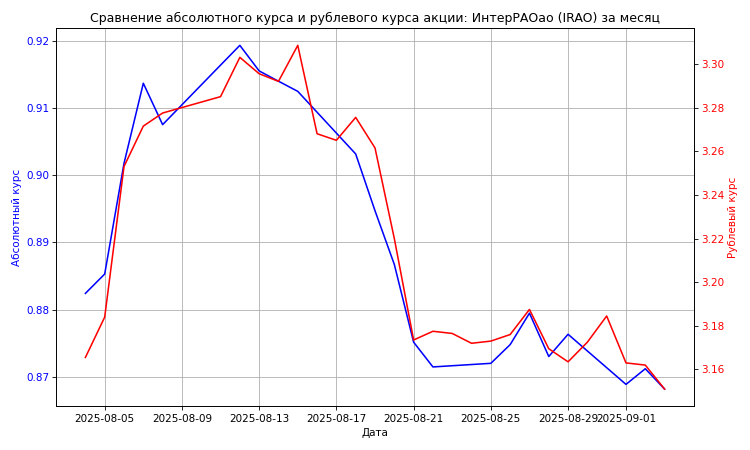 Сравнение абсолютного курса и рублевого курса акции: ИнтерРАОао (IRAO) за месяц
0.92
0.91
0.90
0.89
0.88
0.87
Абсолютный курс
3.30
3.28
3.26
3.24
3.22
3.20
3.18
3.16
Рублевый курс
2025-08-05 2025-08-09 2025-08-13 2025-08-17 2025-08-21 2025-08-25 2025-08-29 2025-09-01
Дата